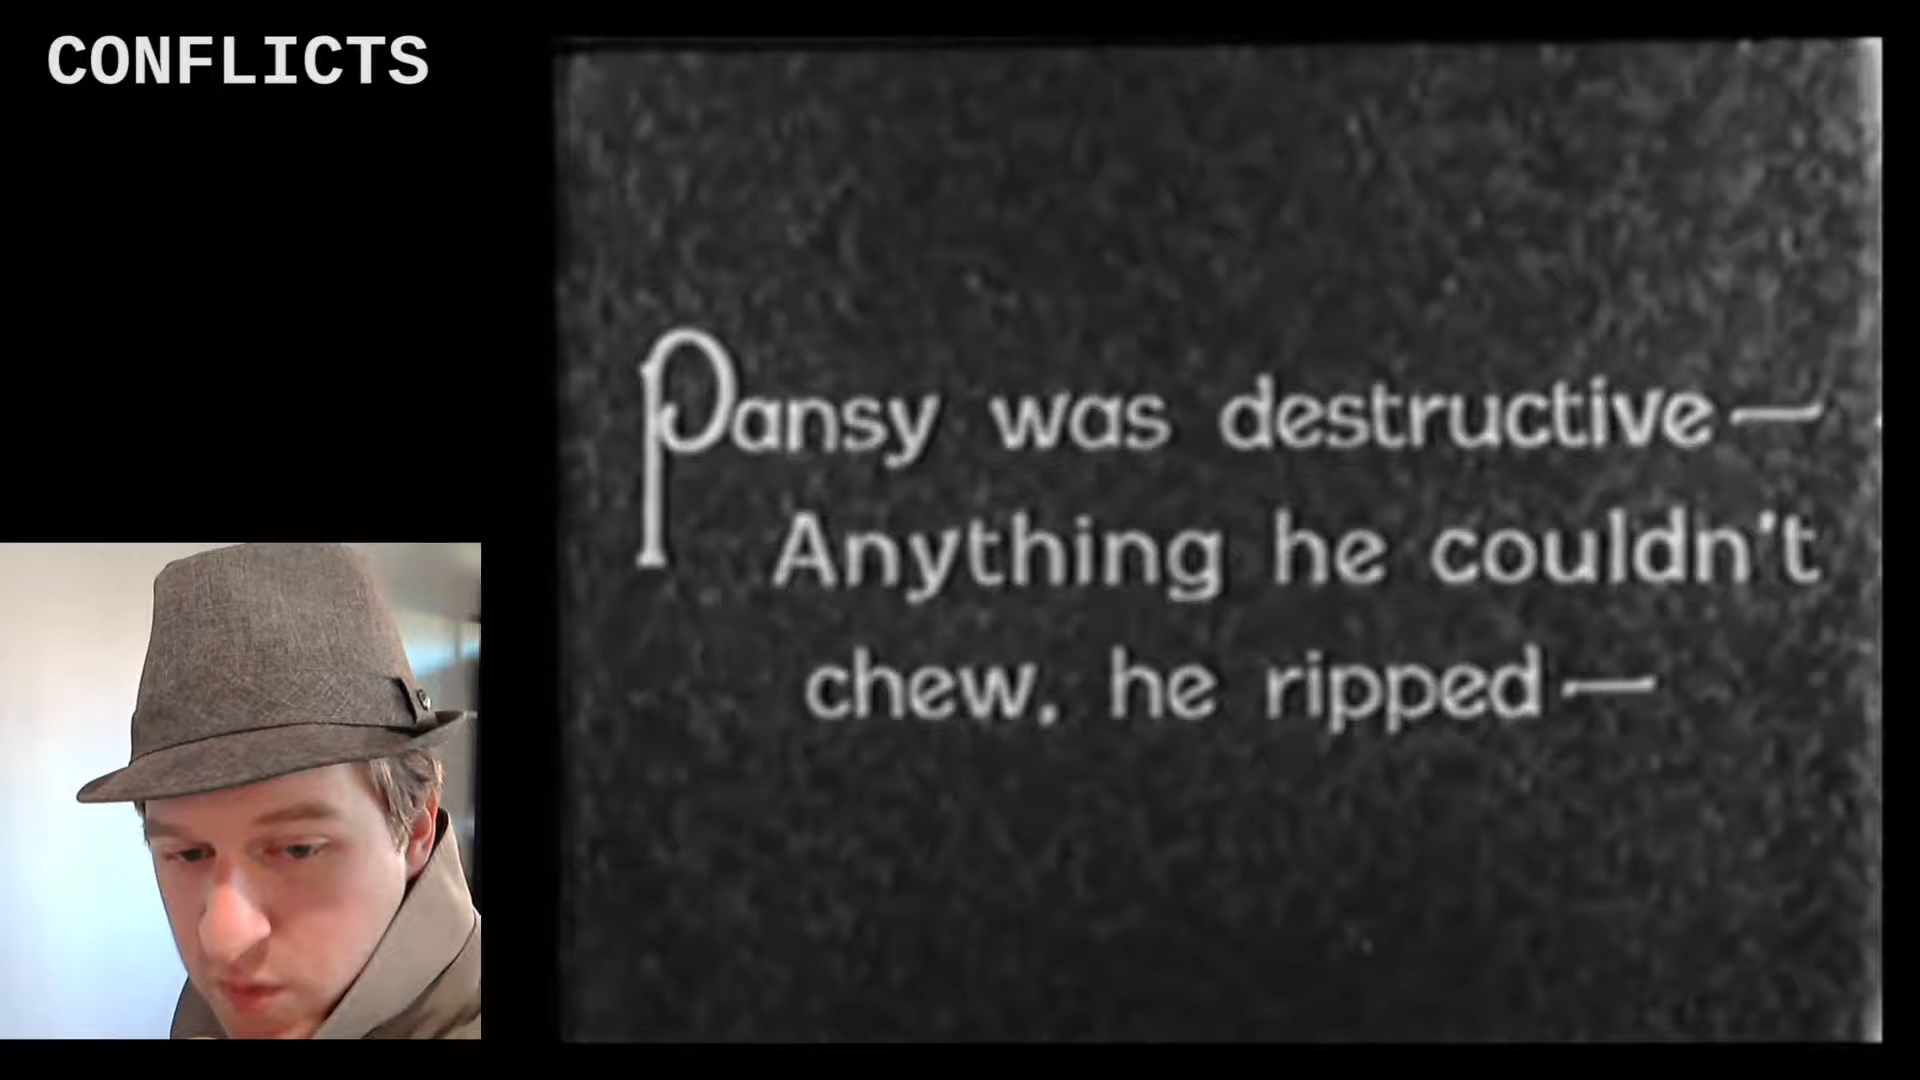 CONFLICTS
Pansy was destructive—
Anything he couldn't
chew, he ripped—